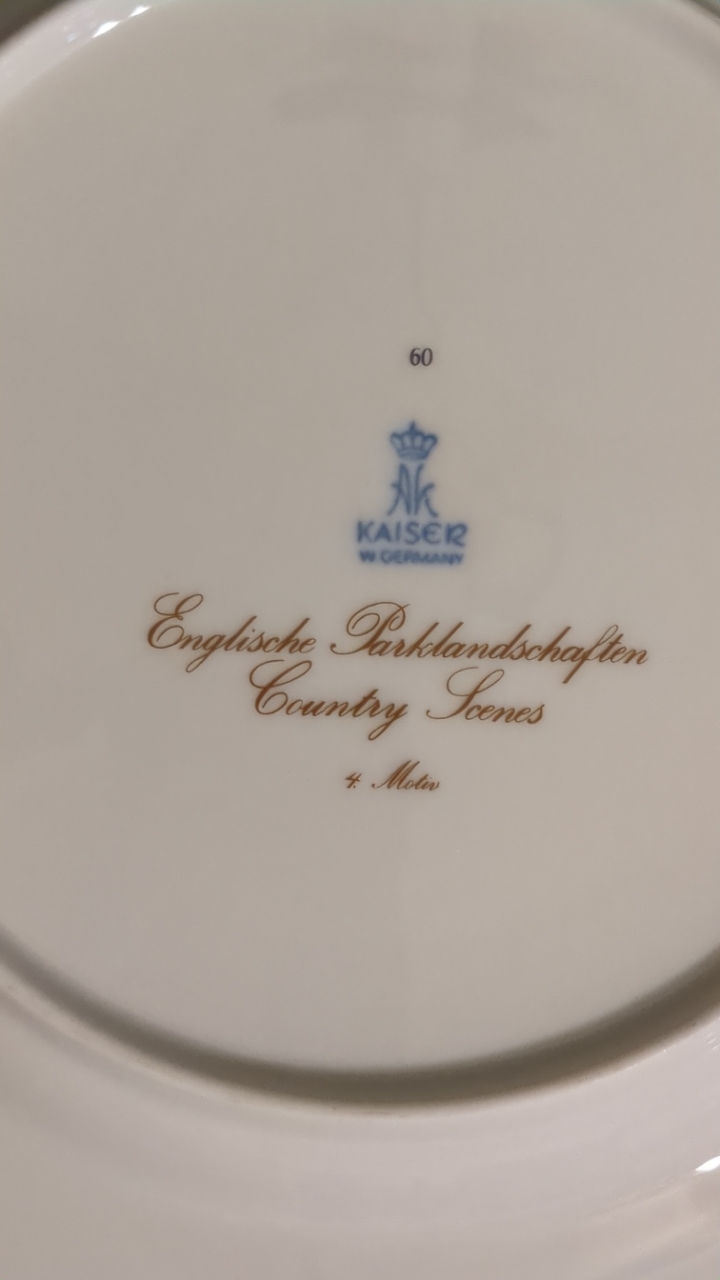 60
AK
KAISER
W. GERMANY
Englische Parklandschaften
Country Scenes
4. Motiv